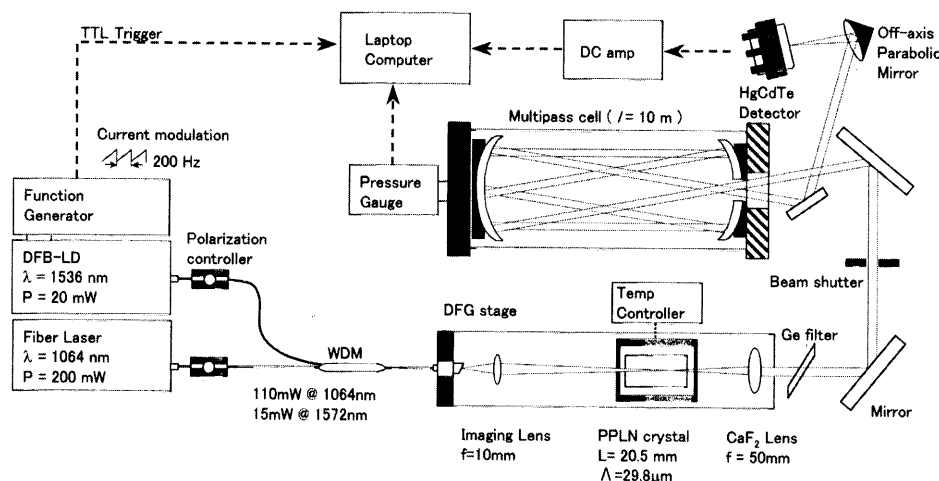 TTL Trigger
Laptop
Computer
DC amp
Off-axis
Parabolic
Mirror
HgCdTe
Detector
Multipass cell ( l = 10 m )
Current modulation
200 Hz
Pressure
Gauge
Function
Generator
Polarization
controller
DFB-LD
λ = 1536 nm
P = 20 mW
Beam shutter
Temp
Controller
DFG stage
Ge filter
Fiber Laser
λ = 1064 nm
P = 200 mW
WDM
110mW @ 1064nm
15mW @ 1572nm
Mirror
Imaging Lens
f=10mm
PPLN crystal
L= 20.5 mm
Λ=29.8μm
CaF₂ Lens
f = 50mm